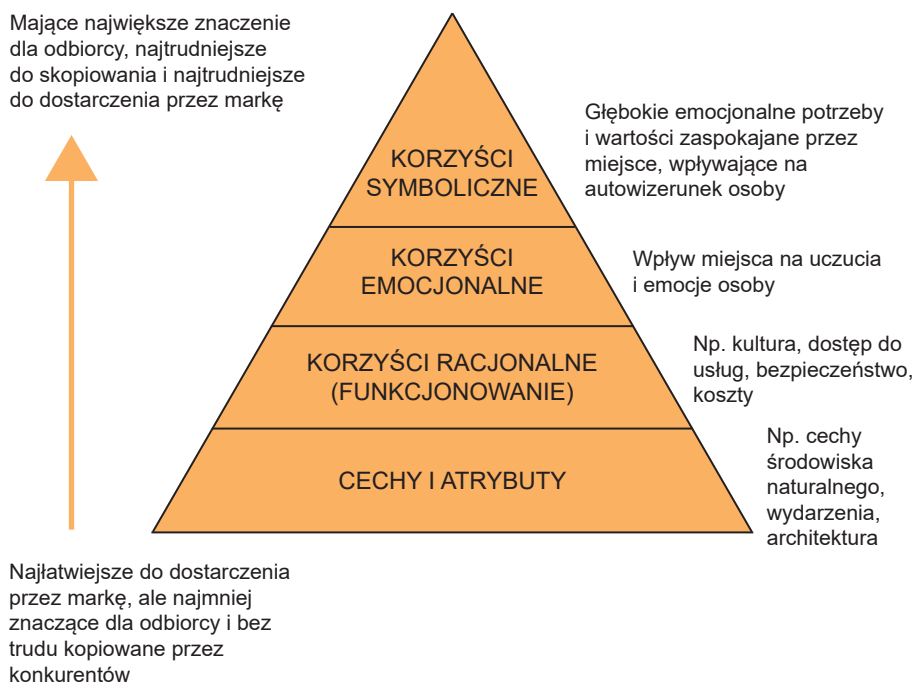 Mające największe znaczenie
dla odbiorcy, najtrudniejsze
do skopiowania i najtrudniejsze
do dostarczenia przez markę
KORZYŚCI
SYMBOLICZNE
Głębokie emocjonalne potrzeby
i wartości zaspokajane przez
miejsce, wpływające na
autowizerunek osoby
KORZYŚCI
EMOCJONALNE
Wpływ miejsca na uczucia
i emocje osoby
KORZYŚCI RACJONALNE
(FUNKCJONOWANIE)
Np. kultura, dostęp do
usług, bezpieczeństwo,
koszty
CECHY I ATRYBUTY
Np. cechy
środowiska
naturalnego,
wydarzenia,
architektura
Najłatwiejsze do dostarczenia
przez markę, ale najmniej
znaczące dla odbiorcy i bez
trudu kopiowane przez
konkurentów